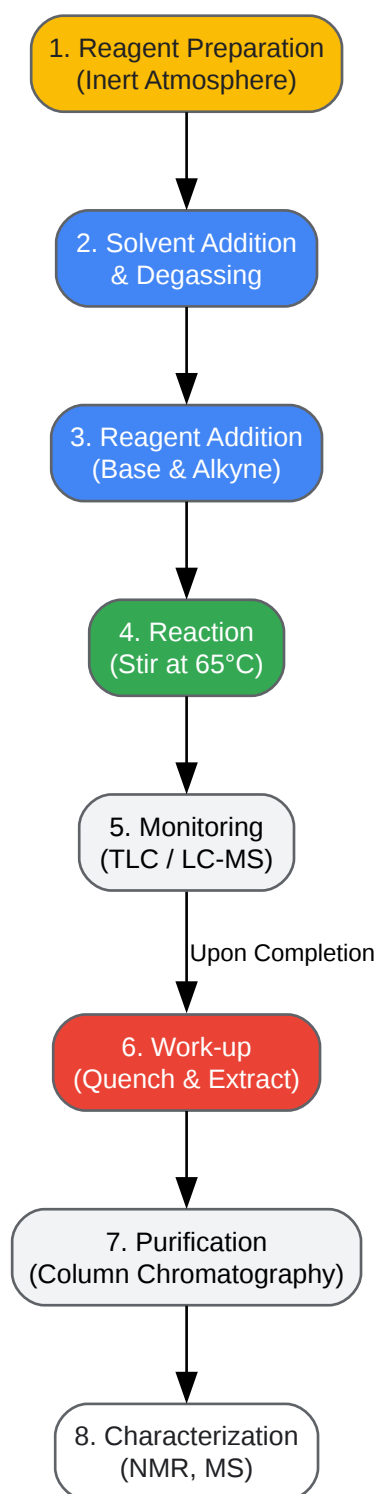 1. Reagent Preparation
(Inert Atmosphere)
2. Solvent Addition
& Degassing
3. Reagent Addition
(Base & Alkyne)
4. Reaction
(Stir at 65°C)
5. Monitoring
(TLC / LC-MS)
Upon Completion
6. Work-up
(Quench & Extract)
7. Purification
(Column Chromatography)
8. Characterization
(NMR, MS)